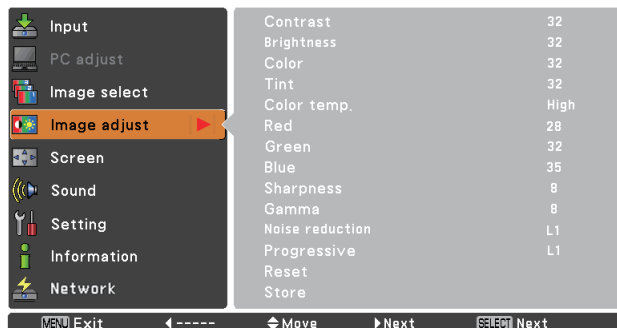 Input
PC adjust
Image select
Image adjust
Screen
Sound
Setting
Information
Network
Contrast 32
Brightness 32
Color 32
Tint 32
Color temp. High
Red 28
Green 32
Blue 35
Sharpness 8
Gamma 8
Noise reduction L1
Progressive L1
Reset
Store
MENU Exit ----- Move Next SELECT Next